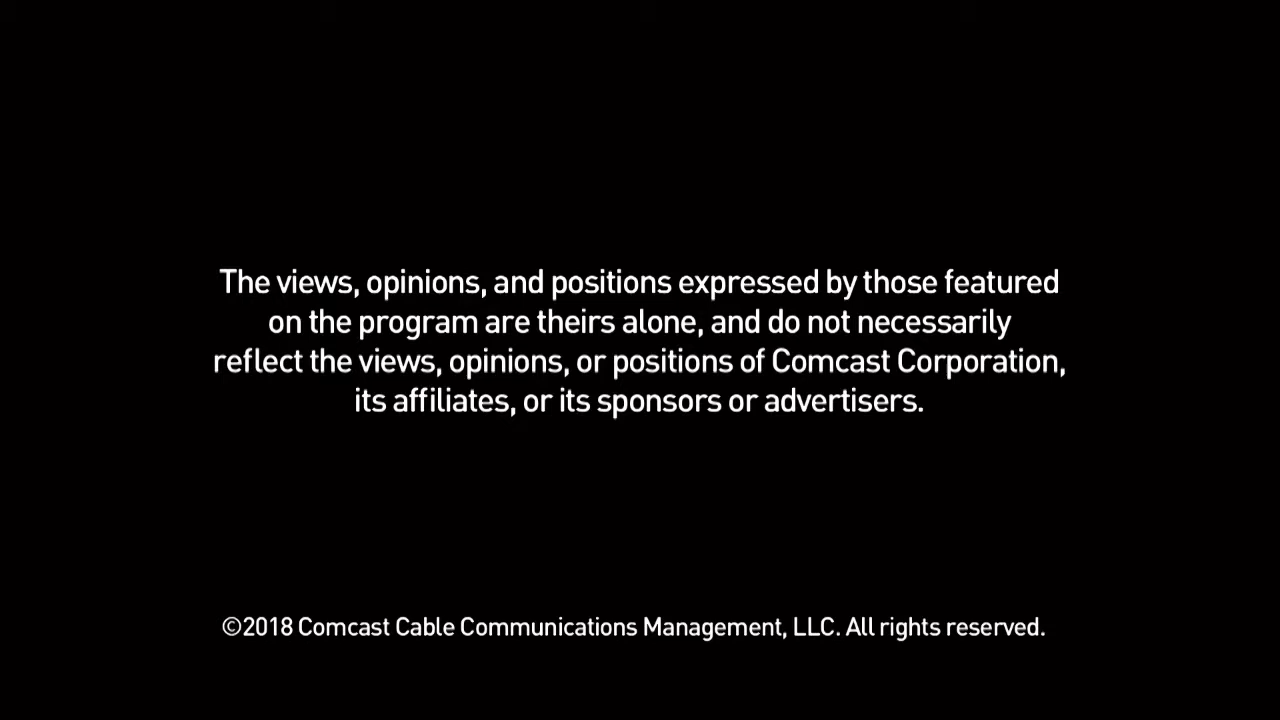 The views, opinions, and positions expressed by those featured
on the program are theirs alone, and do not necessarily
reflect the views, opinions, or positions of Comcast Corporation,
its affiliates, or its sponsors or advertisers.
©2018 Comcast Cable Communications Management, LLC. All rights reserved.